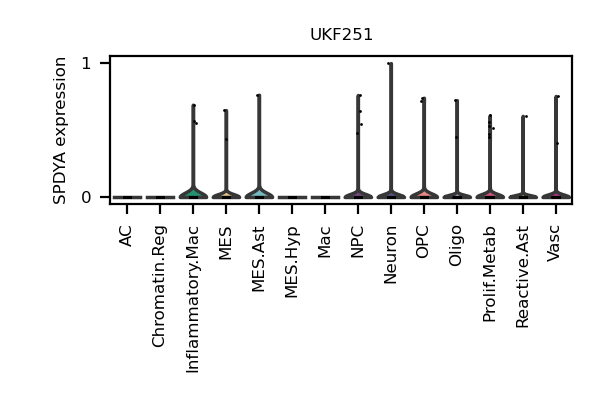 UKF251
SPDYA expression
1
0
AC
Chromatin.Reg
Inflammatory.Mac
MES
MES.Ast
MES.Hyp
Mac
NPC
Neuron
OPC
Oligo
Prolif.Metab
Reactive.Ast
Vasc